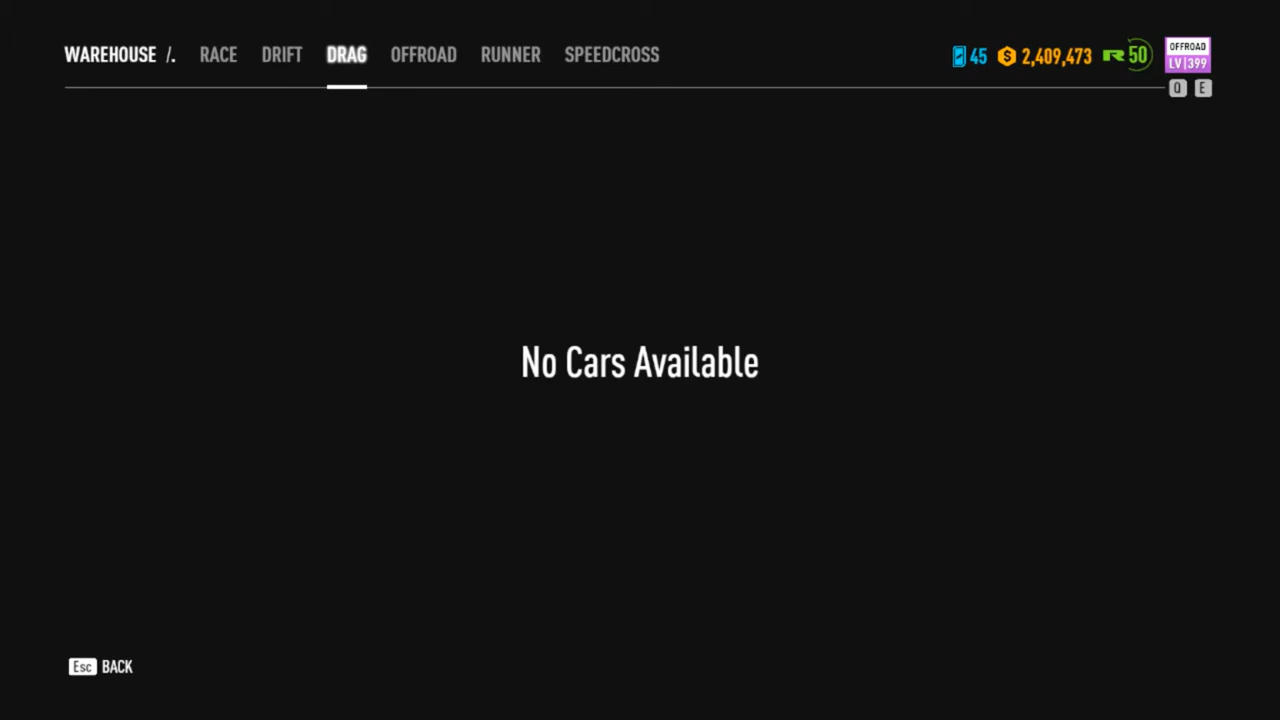 WAREHOUSE /. RACE DRIFT DRAG OFFROAD RUNNER SPEEDCROSS 45 2,409,473 R 50 OFFROAD
LV|399
Q E
No Cars Available
Esc BACK